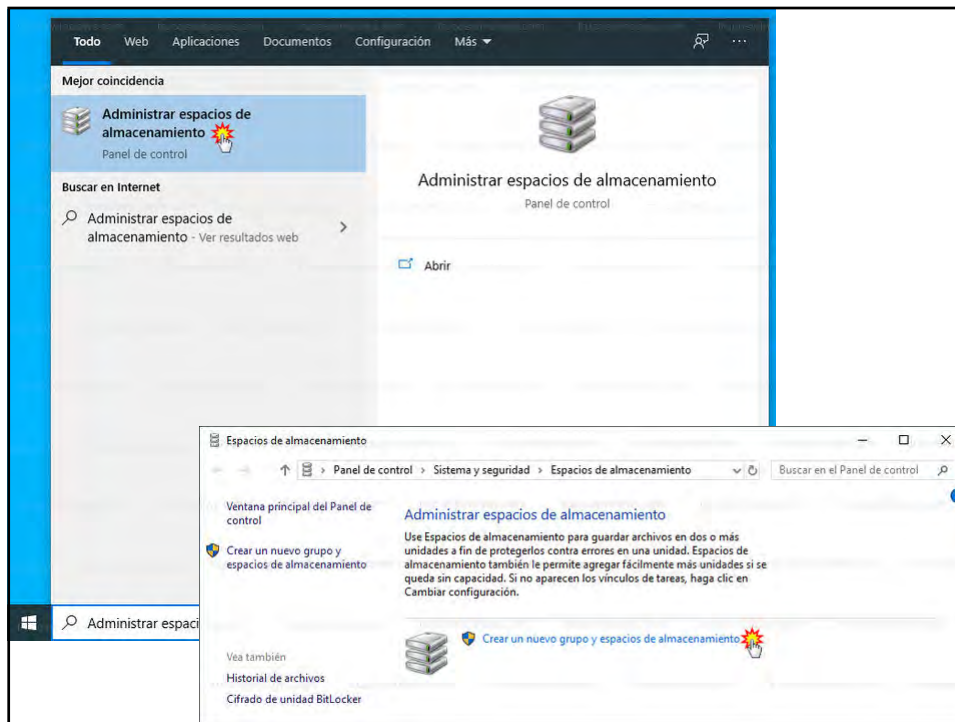 Todo Web Aplicaciones Documentos Configuración Más
Mejor coincidencia
Administrar espacios de
almacenamiento
Panel de control
Buscar en Internet
Administrar espacios de
almacenamiento - Ver resultados web
Administrar espacios de almacenamiento
Panel de control
Abrir
Administrar espaci
Espacios de almacenamiento
Panel de control > Sistema y seguridad > Espacios de almacenamiento
Buscar en el Panel de control
Ventana principal del Panel de
control
Crear un nuevo grupo y
espacios de almacenamiento
Vea también
Historial de archivos
Cifrado de unidad BitLocker
Administrar espacios de almacenamiento
Use Espacios de almacenamiento para guardar archivos en dos o más
unidades a fin de protegerlos contra errores en una unidad. Espacios de
almacenamiento también le permite agregar fácilmente más unidades si se
queda sin capacidad. Si no aparecen los vínculos de tareas, haga clic en
Cambiar configuración.
Crear un nuevo grupo y espacios de almacenamiento